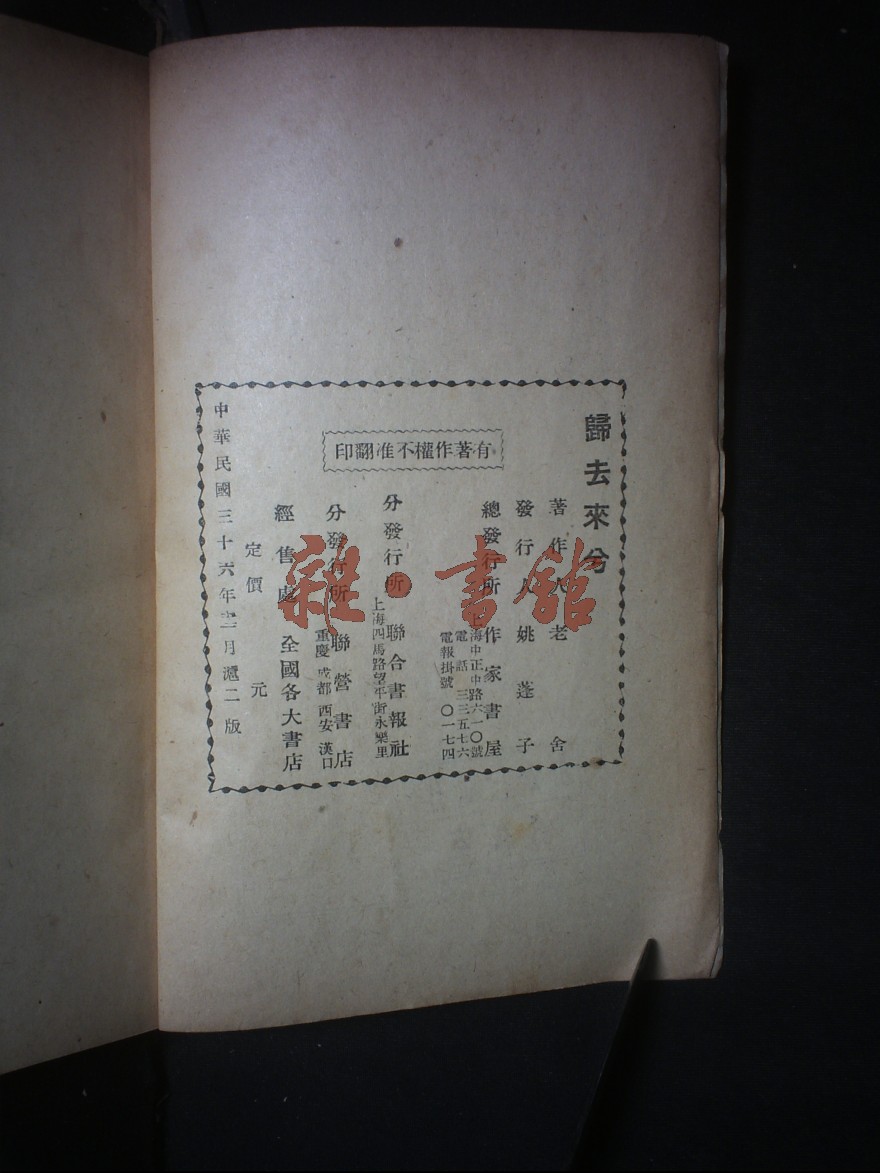 歸去來兮
有著作權不准翻印
著作人 老舍
發行人 姚蓬子
總發行所 作家書屋
上海中正中路六一〇號
電話 三三五七六
電報掛號 〇一七四
分發行所 聯合書報社
上海四馬路望平街永樂里
分發行所 聯營書店
重慶 成都 西安 漢口
經售處 全國各大書店
定價 元
中華民國三十六年十二月滬二版
雜·書館